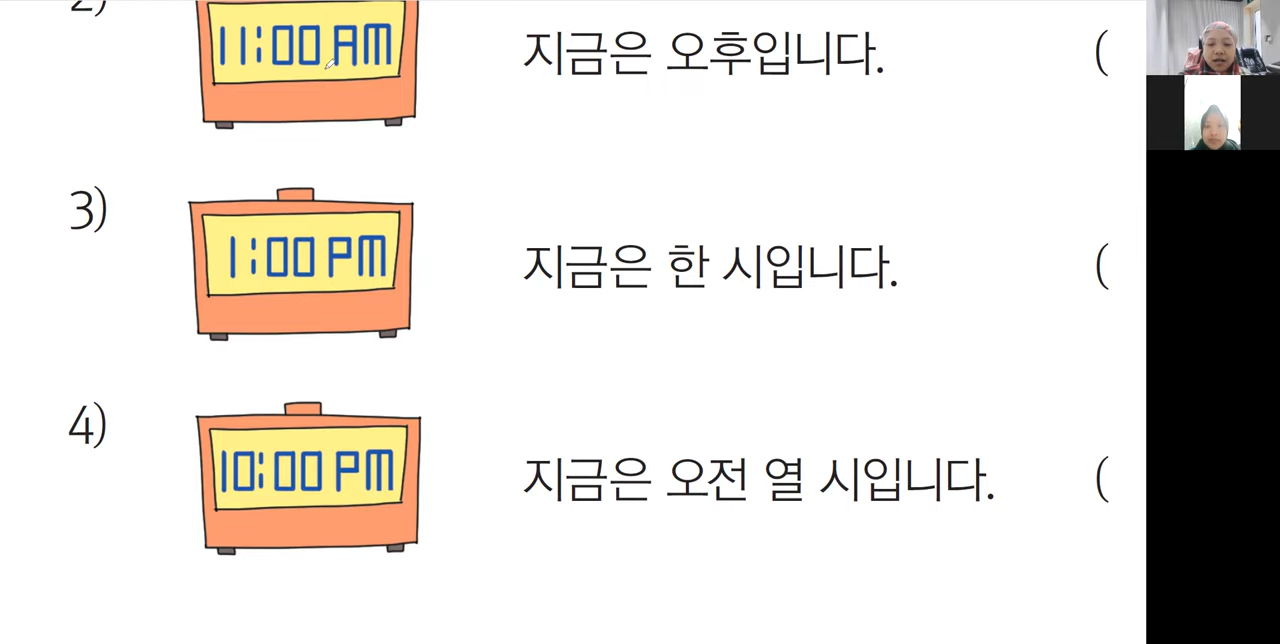 2)
11:00 AM
지금은 오후입니다. (
3)
1:00 PM
지금은 한 시입니다. (
4)
10:00 PM
지금은 오전 열 시입니다. (